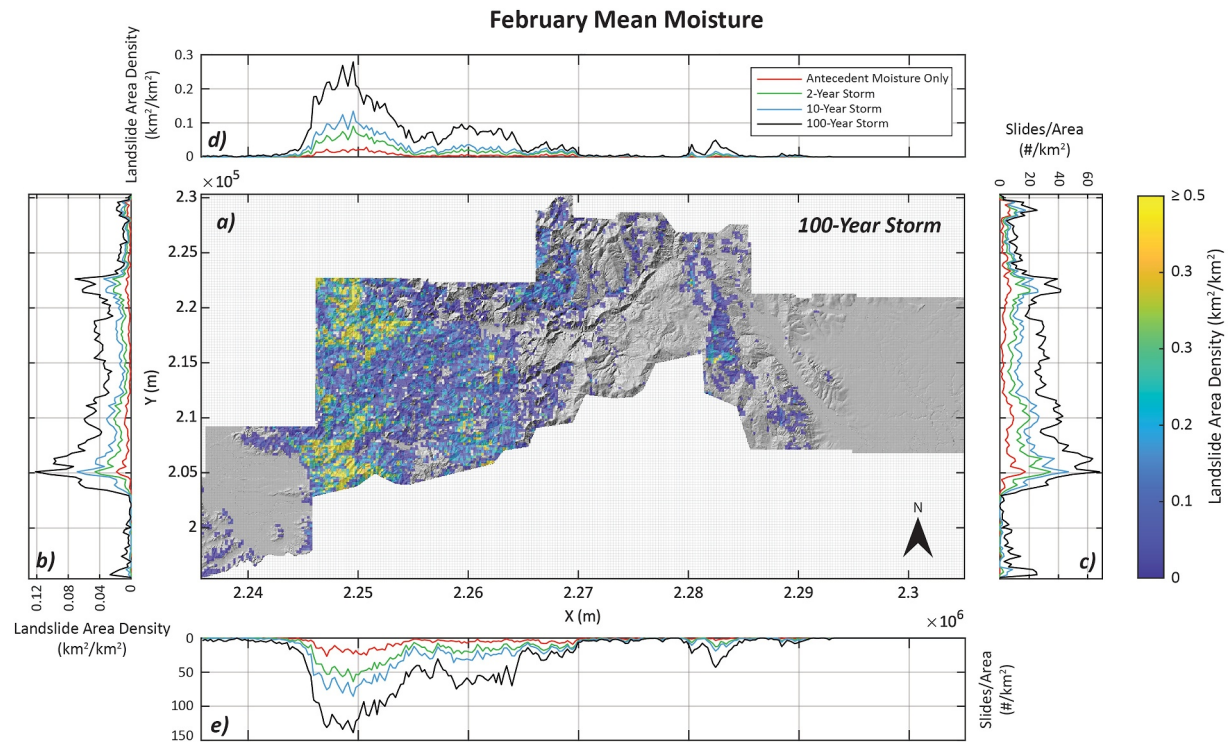 February Mean Moisture
Landslide Area Density
(km²/km²)
0.3
0.2
0.1
0
d)
Antecedent Moisture Only
2-Year Storm
10-Year Storm
100-Year Storm
×10⁵
2.3
2.25
2.2
2.15
2.1
2.05
2
Y (m)
a)
100-Year Storm
N
2.24
2.25
2.26
2.27
2.28
2.29
2.3
X (m)
×10⁶
b)
0.12
0.08
0.04
0
Landslide Area Density
(km²/km²)
Slides/Area
(#/km²)
0
20
40
60
c)
≥ 0.5
0.3
0.3
0.2
0.1
0
Landslide Area Density (km²/km²)
0
50
100
150
e)
Slides/Area
(#/km²)